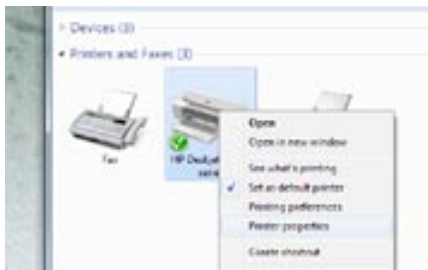 Devices (0)
Printers and Faxes (3)
Fax
HP Deskjet
Open
Open in new window
See what's printing
Set as default printer
Printing preferences
Printer properties
Create shortcut